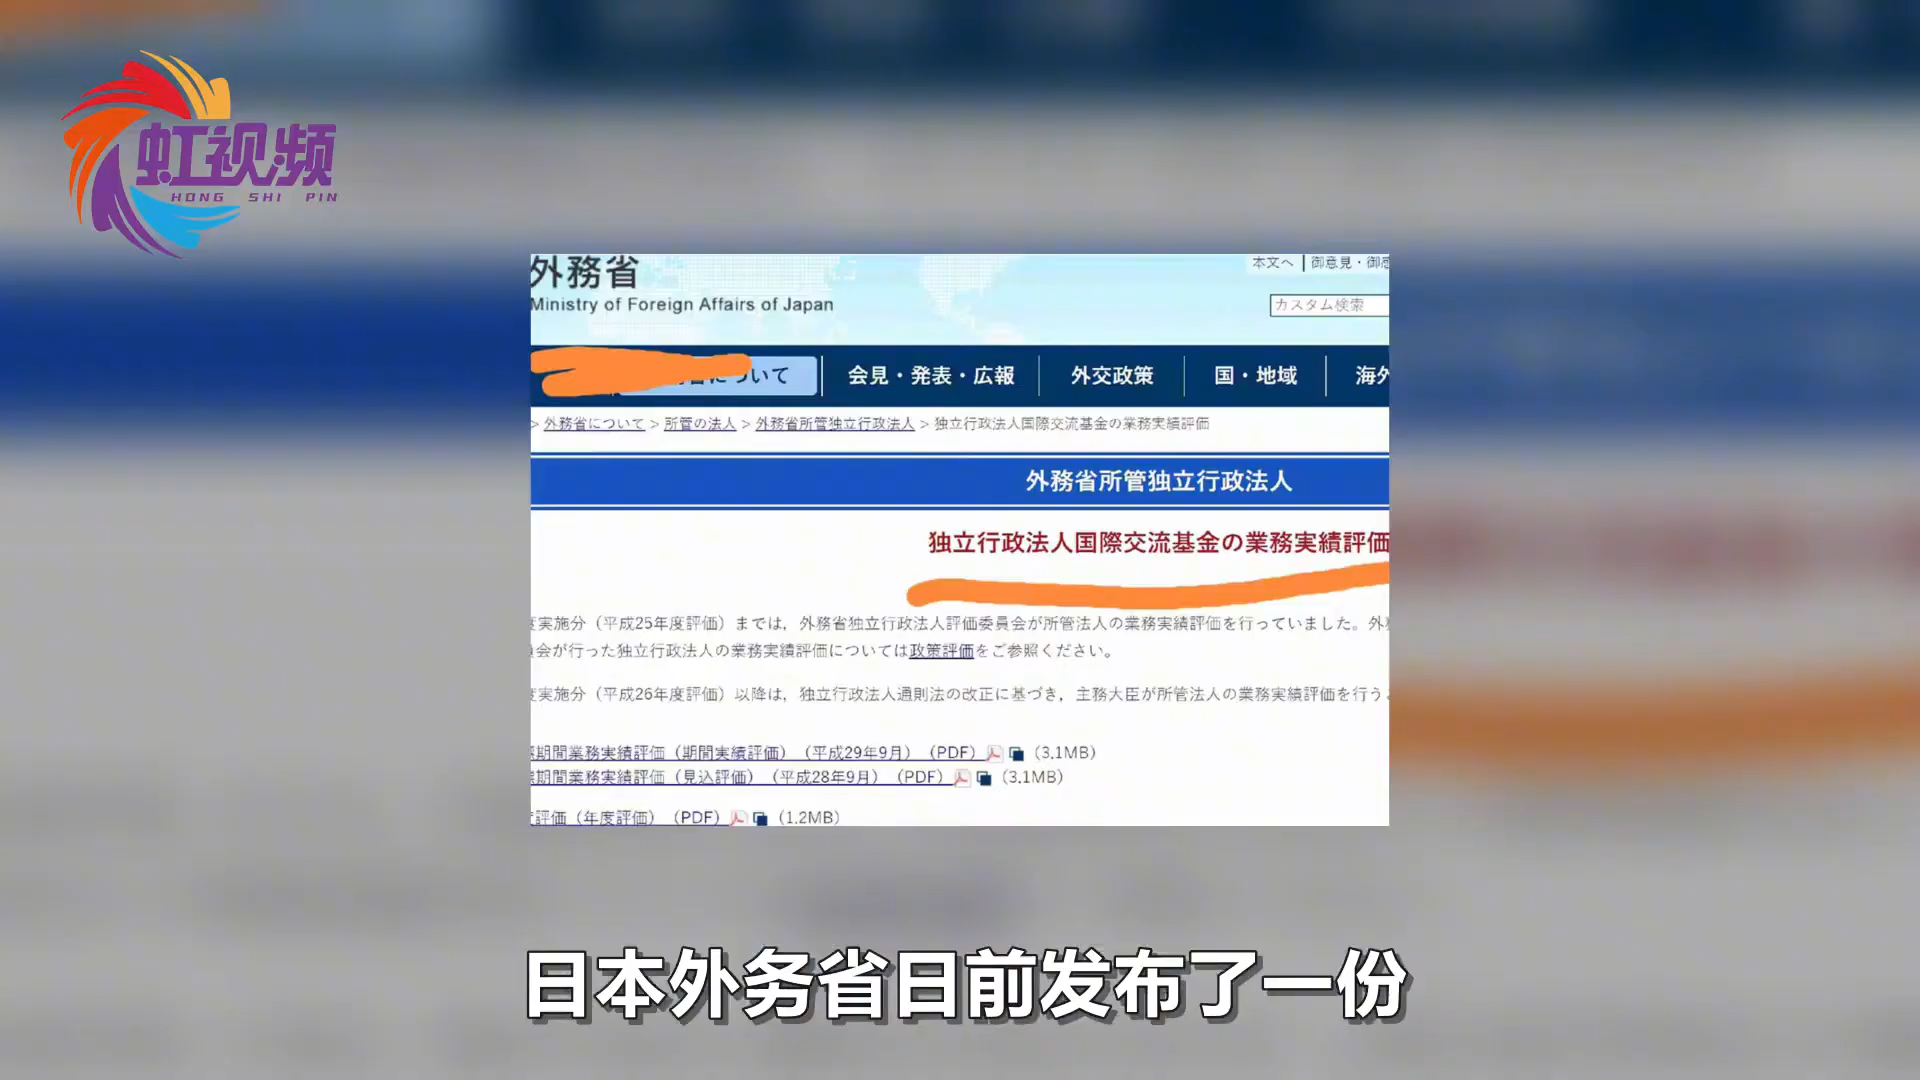 虹视频
HONG SHI PIN
外務省
Ministry of Foreign Affairs of Japan
本文へ 御意見・御
カスタム検索
について
会見・発表・広報
外交政策
国・地域
海外
> 外務省について > 所管の法人 > 外務省所管独立行政法人 > 独立行政法人国際交流基金の業務実績評価
外務省所管独立行政法人
独立行政法人国際交流基金の業務実績評価
実施分（平成25年度評価）までは，外務省独立行政法人評価委員会が所管法人の業務実績評価を行っていました。外
会が行った独立行政法人の業務実績評価については政策評価をご参照ください。
実施分（平成26年度評価）以降は，独立行政法人通則法の改正に基づき，主務大臣が所管法人の業務実績評価を行う
期間業務実績評価（期間実績評価）（平成29年9月）（PDF）（3.1MB）
期間業務実績評価（見込評価）（平成28年9月）（PDF）（3.1MB）
評価（年度評価）（PDF）（1.2MB）
日本外务省日前发布了一份